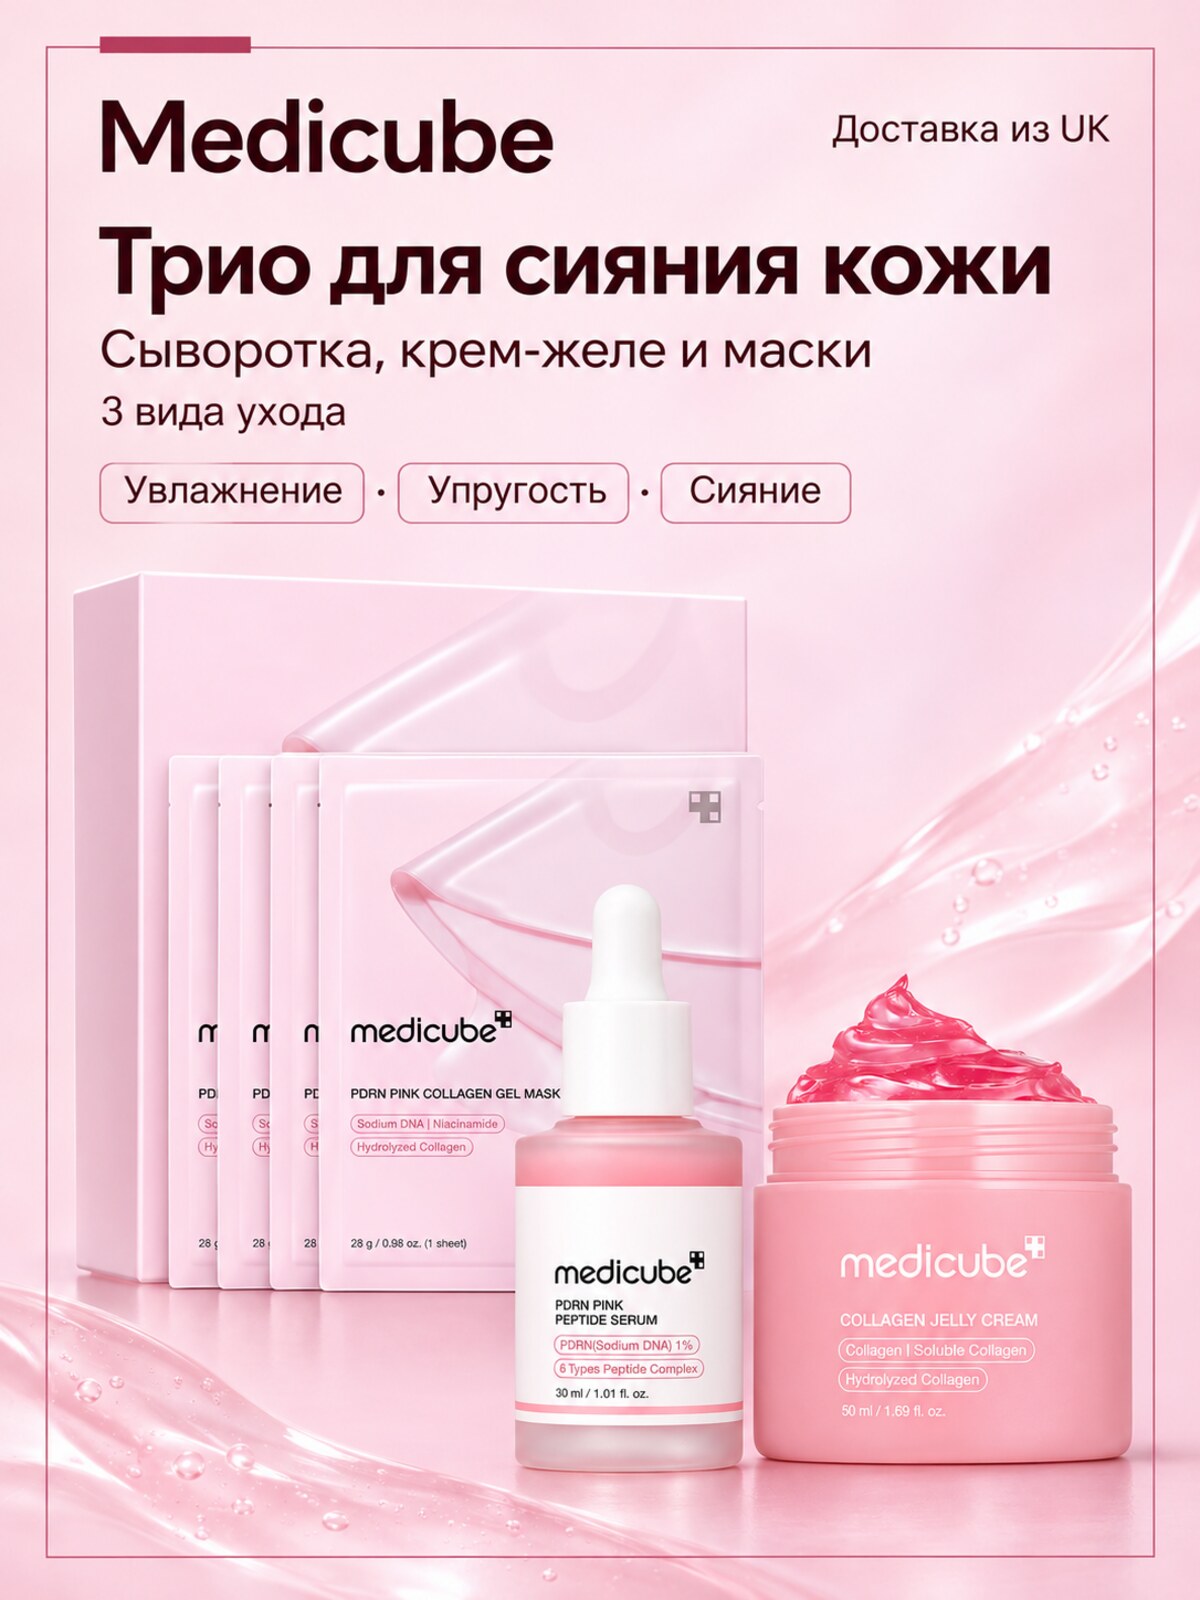 Medicube
Доставка из UK
Трио для сияния кожи
Сыворотка, крем-желе и маски
3 вида ухода
Увлажнение · Упругость · Сияние
medicube
PDRN PINK COLLAGEN GEL MASK
Sodium DNA | Niacinamide
Hydrolyzed Collagen
28 g / 0.98 oz. (1 sheet)
medicube
PDRN PINK
PEPTIDE SERUM
PDRN(Sodium DNA) 1%
6 Types Peptide Complex
30 ml / 1.01 fl. oz.
medicube
COLLAGEN JELLY CREAM
Collagen | Soluble Collagen
Hydrolyzed Collagen
50 ml / 1.69 fl. oz.